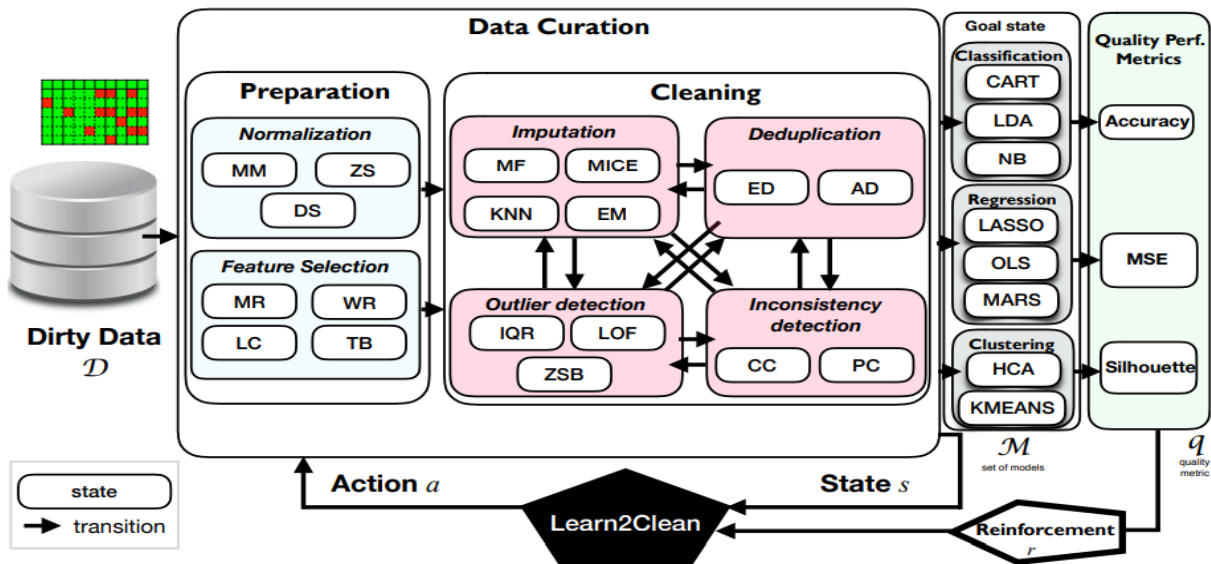 Data Curation
Preparation
Normalization
MM
ZS
DS
Feature Selection
MR
WR
LC
TB
Cleaning
Imputation
MF
MICE
KNN
EM
Deduplication
ED
AD
Outlier detection
IQR
LOF
ZSB
Inconsistency
detection
CC
PC
Goal state
Classification
CART
LDA
NB
Regression
LASSO
OLS
MARS
Clustering
HCA
KMEANS
M
set of models
Quality Perf.
Metrics
Accuracy
MSE
Silhouette
q
quality
metric
Dirty Data
D
state
transition
Action a
Learn2Clean
State s
Reinforcement
r